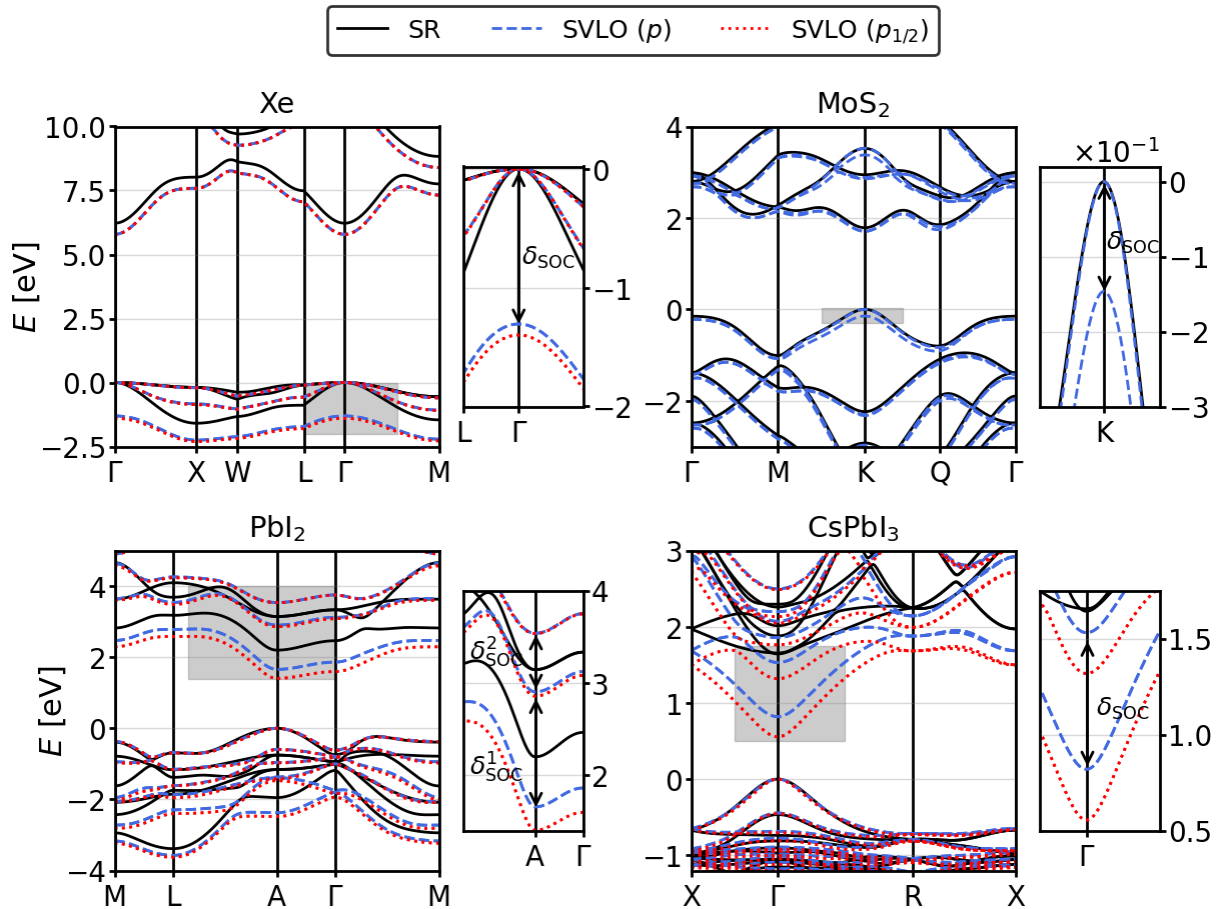 SR SVLO (p) SVLO (p₁/₂)
Xe
MoS₂
E [eV]
10.0
7.5
5.0
2.5
0.0
−2.5
Γ X W L Γ M
δSOC
0
−1
−2
L Γ
4
2
0
−2
Γ M K Q Γ
×10⁻¹
δSOC
0
−1
−2
−3
K
PbI₂
CsPbI₃
E [eV]
4
2
0
−2
−4
M L A Γ M
δ²SOC
δ¹SOC
4
3
2
A Γ
3
2
1
0
−1
X Γ R X
δSOC
1.5
1.0
0.5
Γ